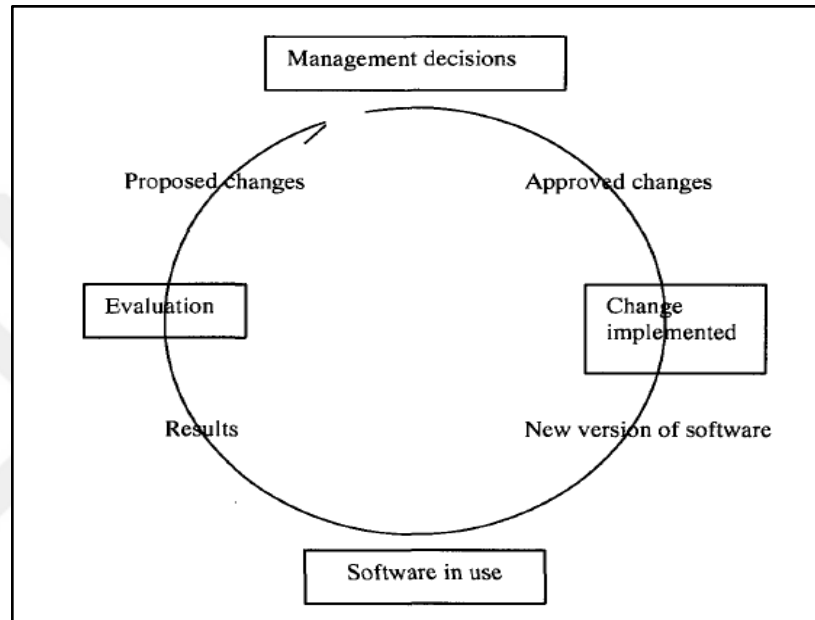 Management decisions
Proposed changes
Approved changes
Evaluation
Change
implemented
Results
New version of software
Software in use